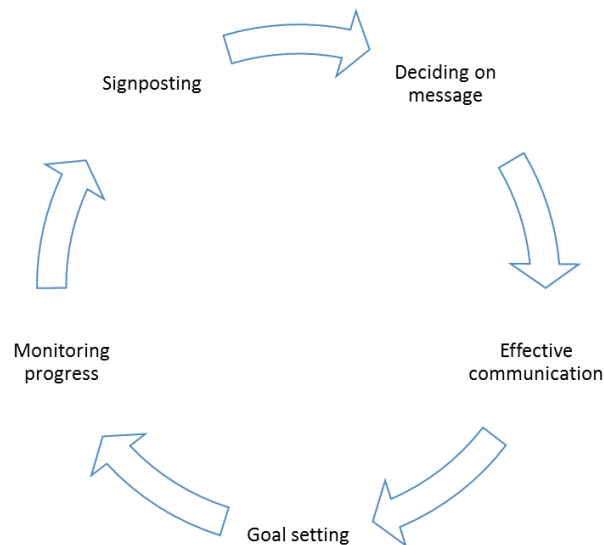 Signposting
Deciding on
message
Effective
communication
Goal setting
Monitoring
progress